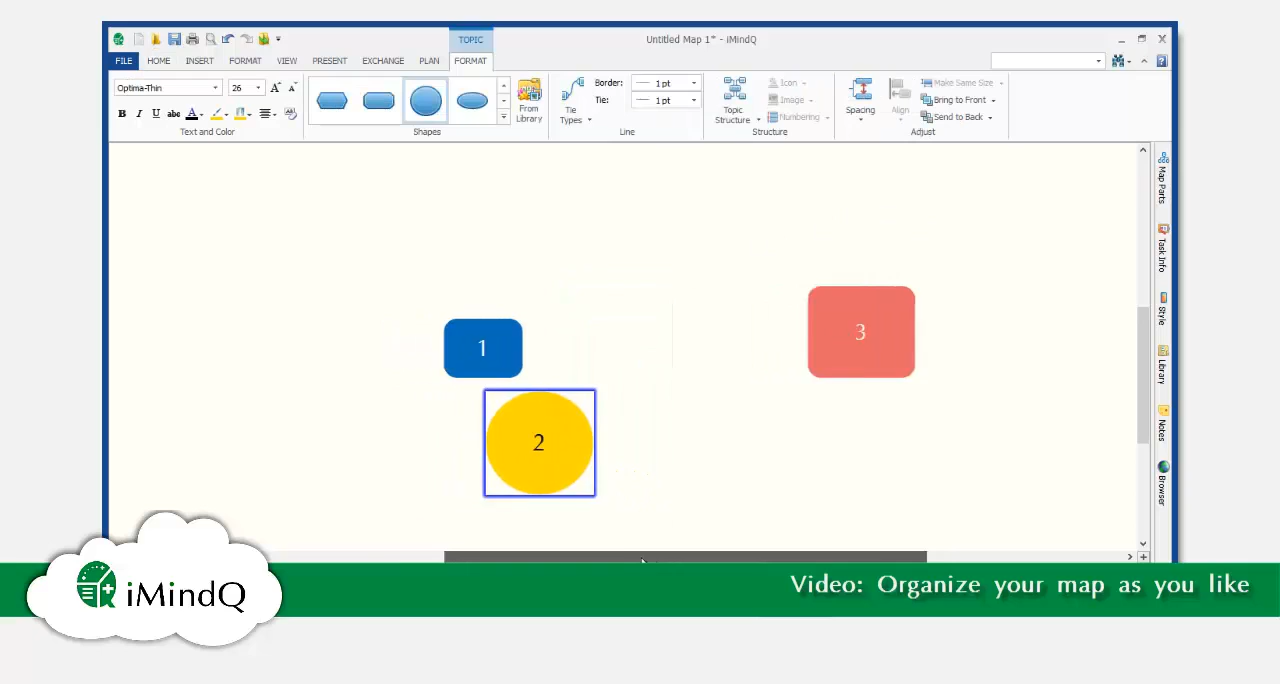 TOPIC
Untitled Map 1* - iMindQ
FILE HOME INSERT FORMAT VIEW PRESENT EXCHANGE PLAN FORMAT
Optima-Thin 26 A A
B I U abc A
Text and Color
Shapes
From
Library
Tie
Types
Border: 1 pt
Tie: 1 pt
Line
Topic
Structure
Icon
Image
Numbering
Structure
Spacing
Align
Make Same Size
Bring to Front
Send to Back
Adjust
Map Parts
Task Info
Style
Library
Notes
Browser
1
3
2
iMindQ
Video: Organize your map as you like